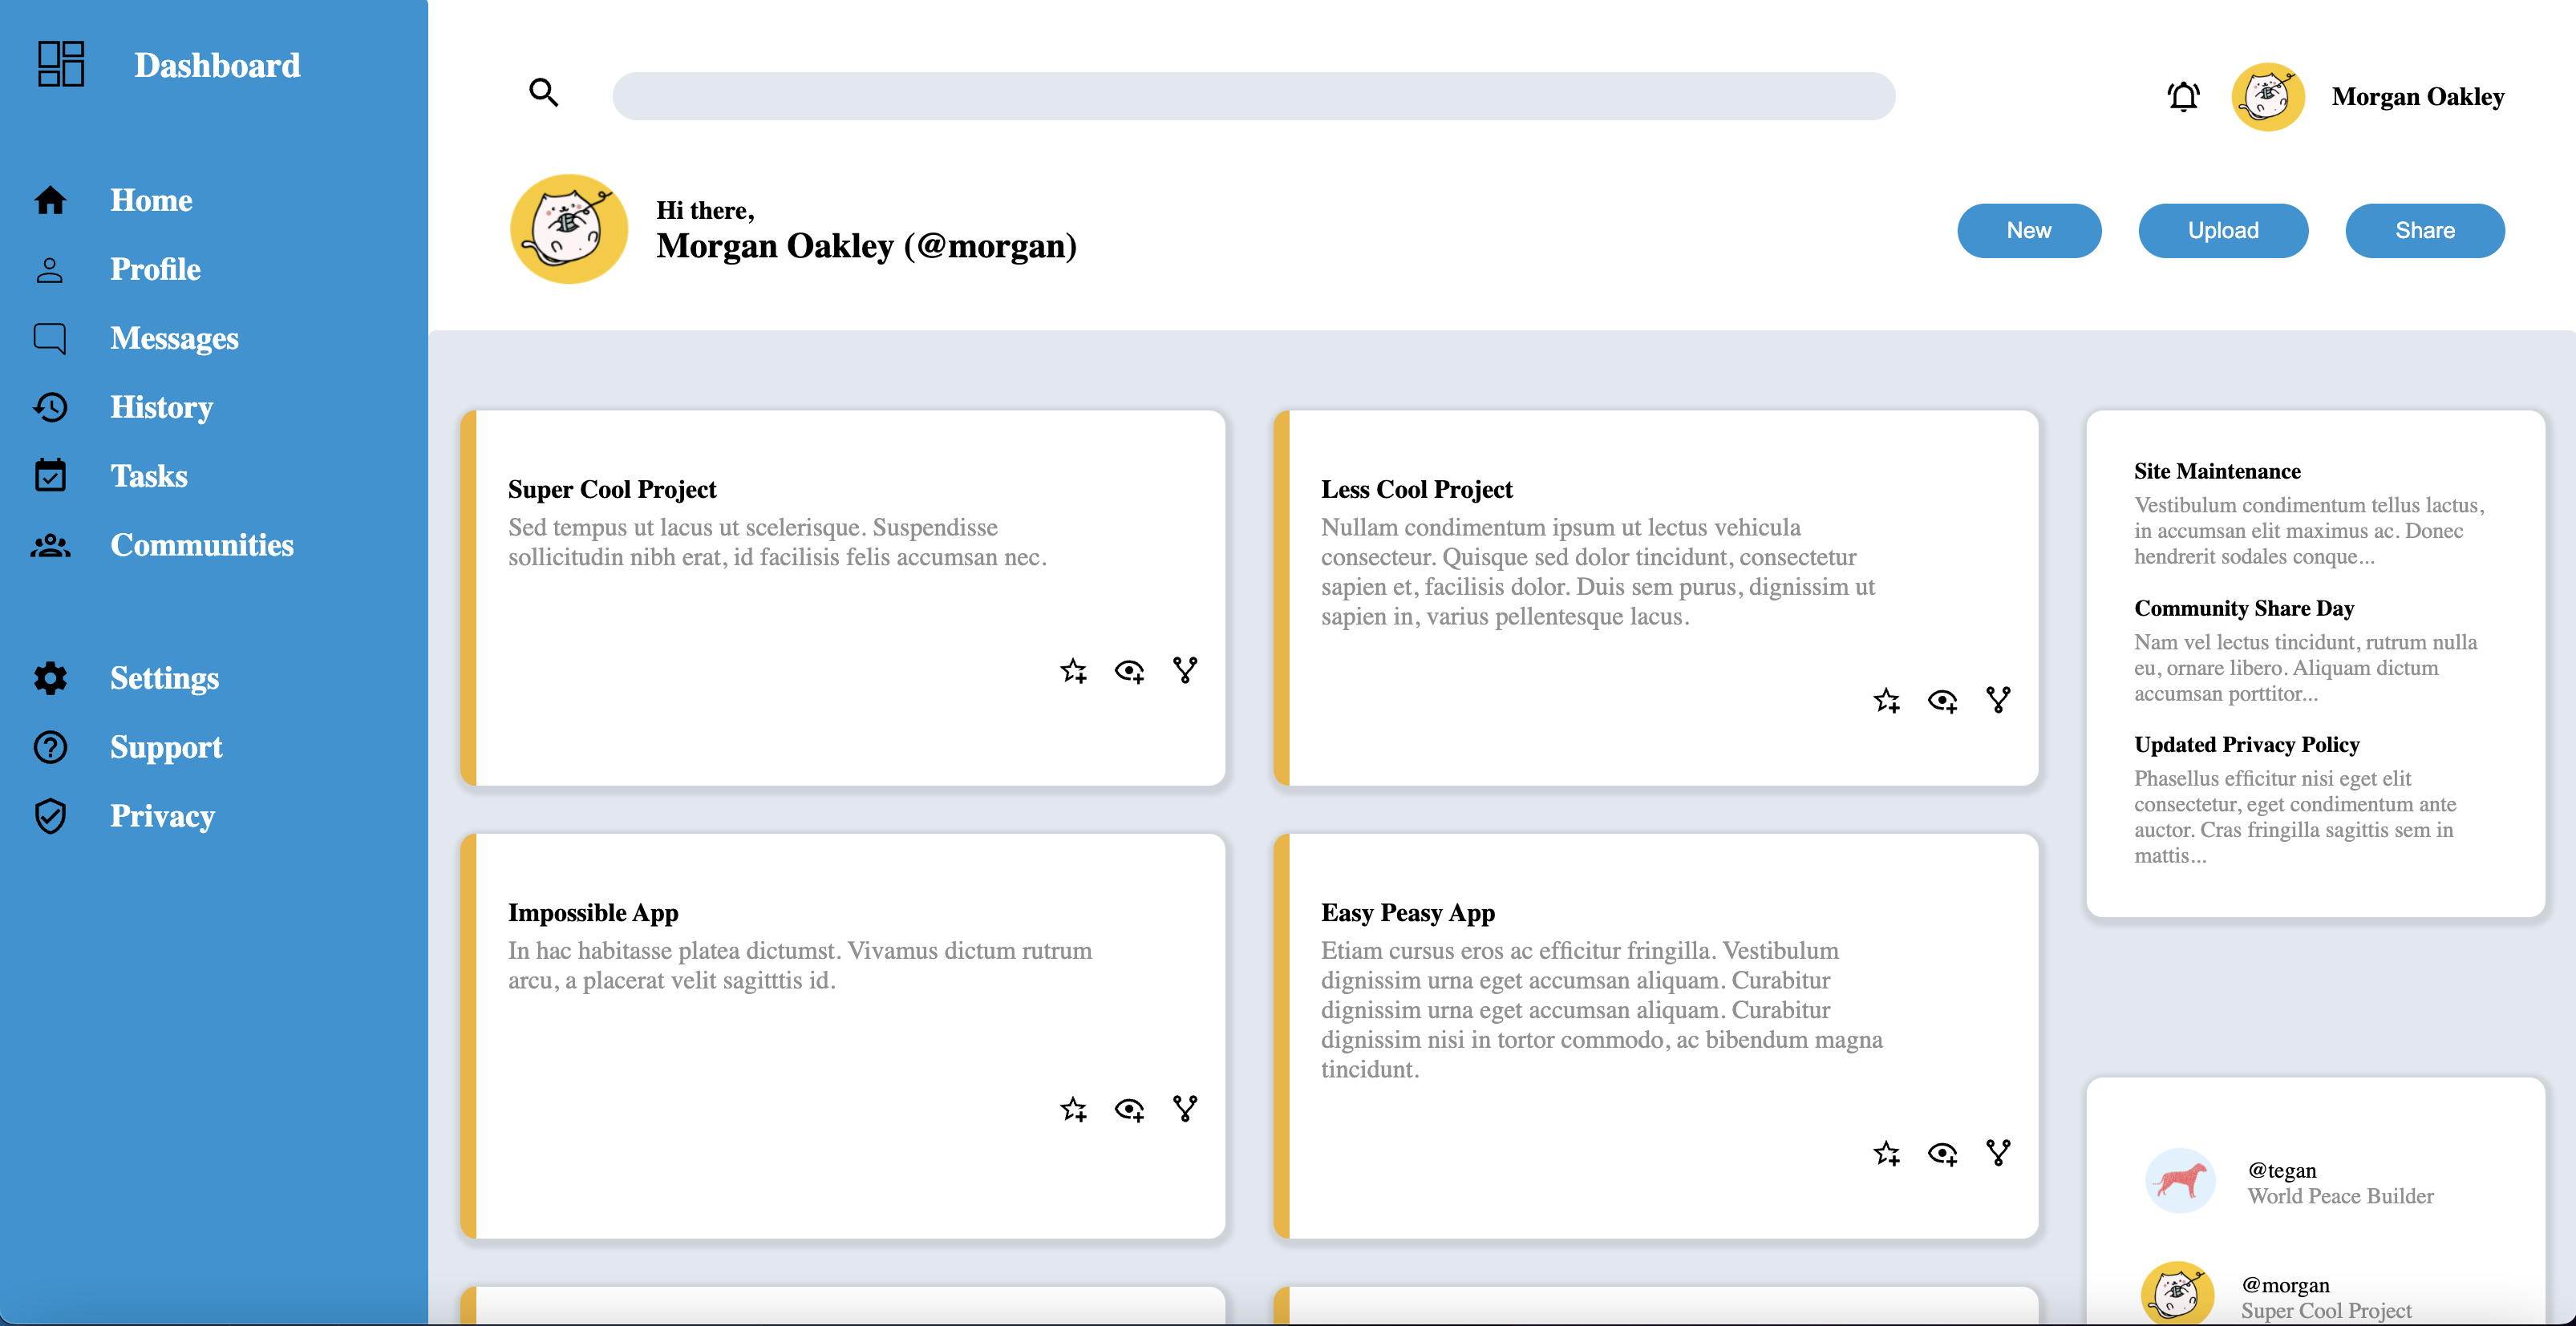 Dashboard
Home
Profile
Messages
History
Tasks
Communities
Settings
Support
Privacy
Morgan Oakley
Hi there,
Morgan Oakley (@morgan)
New
Upload
Share
Super Cool Project
Sed tempus ut lacus ut scelerisque. Suspendisse
sollicitudin nibh erat, id facilisis felis accumsan nec.
Less Cool Project
Nullam condimentum ipsum ut lectus vehicula
consecteur. Quisque sed dolor tincidunt, consectetur
sapien et, facilisis dolor. Duis sem purus, dignissim ut
sapien in, varius pellentesque lacus.
Impossible App
In hac habitasse platea dictumst. Vivamus dictum rutrum
arcu, a placerat velit sagitttis id.
Easy Peasy App
Etiam cursus eros ac efficitur fringilla. Vestibulum
dignissim urna eget accumsan aliquam. Curabitur
dignissim urna eget accumsan aliquam. Curabitur
dignissim nisi in tortor commodo, ac bibendum magna
tincidunt.
Site Maintenance
Vestibulum condimentum tellus lactus,
in accumsan elit maximus ac. Donec
hendrerit sodales conque...
Community Share Day
Nam vel lectus tincidunt, rutrum nulla
eu, ornare libero. Aliquam dictum
accumsan porttitor...
Updated Privacy Policy
Phasellus efficitur nisi eget elit
consectetur, eget condimentum ante
auctor. Cras fringilla sagittis sem in
mattis...
@tegan
World Peace Builder
@morgan
Super Cool Project